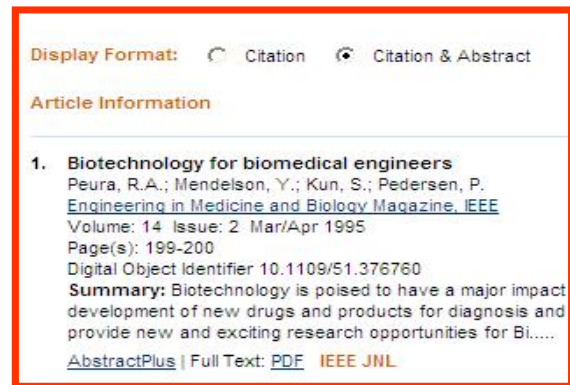 Display Format: Citation Citation & Abstract
Article Information
1. Biotechnology for biomedical engineers
Peura, R.A.; Mendelson, Y.; Kun, S.; Pedersen, P.
Engineering in Medicine and Biology Magazine, IEEE
Volume: 14 Issue: 2 Mar/Apr 1995
Page(s): 199-200
Digital Object Identifier 10.1109/51.376760
Summary: Biotechnology is poised to have a major impact
development of new drugs and products for diagnosis and
provide new and exciting research opportunities for Bi.....
AbstractPlus | Full Text: PDF IEEE JNL